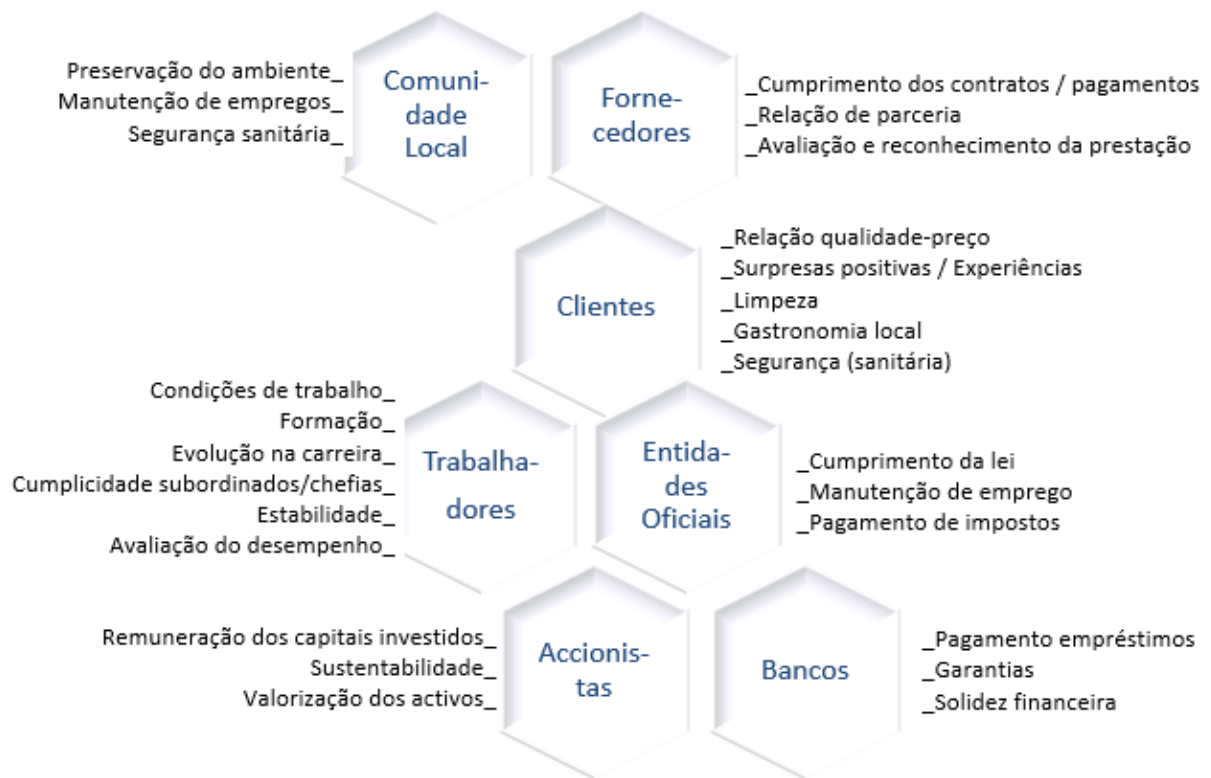 Preservação do ambiente_
Manutenção de empregos_
Segurança sanitária_
Comuni-
dade
Local
Forne-
cedores
_Cumprimento dos contratos / pagamentos
_Relação de parceria
_Avaliação e reconhecimento da prestação
Clientes
_Relação qualidade-preço
_Surpresas positivas / Experiências
_Limpeza
_Gastronomia local
_Segurança (sanitária)
Condições de trabalho_
Formação_
Evolução na carreira_
Cumplicidade subordinados/chefias_
Estabilidade_
Avaliação do desempenho_
Trabalha-
dores
Entida-
des
Oficiais
_Cumprimento da lei
_Manutenção de emprego
_Pagamento de impostos
Remuneração dos capitais investidos_
Sustentabilidade_
Valorização dos activos_
Accionis-
tas
Bancos
_Pagamento empréstimos
_Garantias
_Solidez financeira